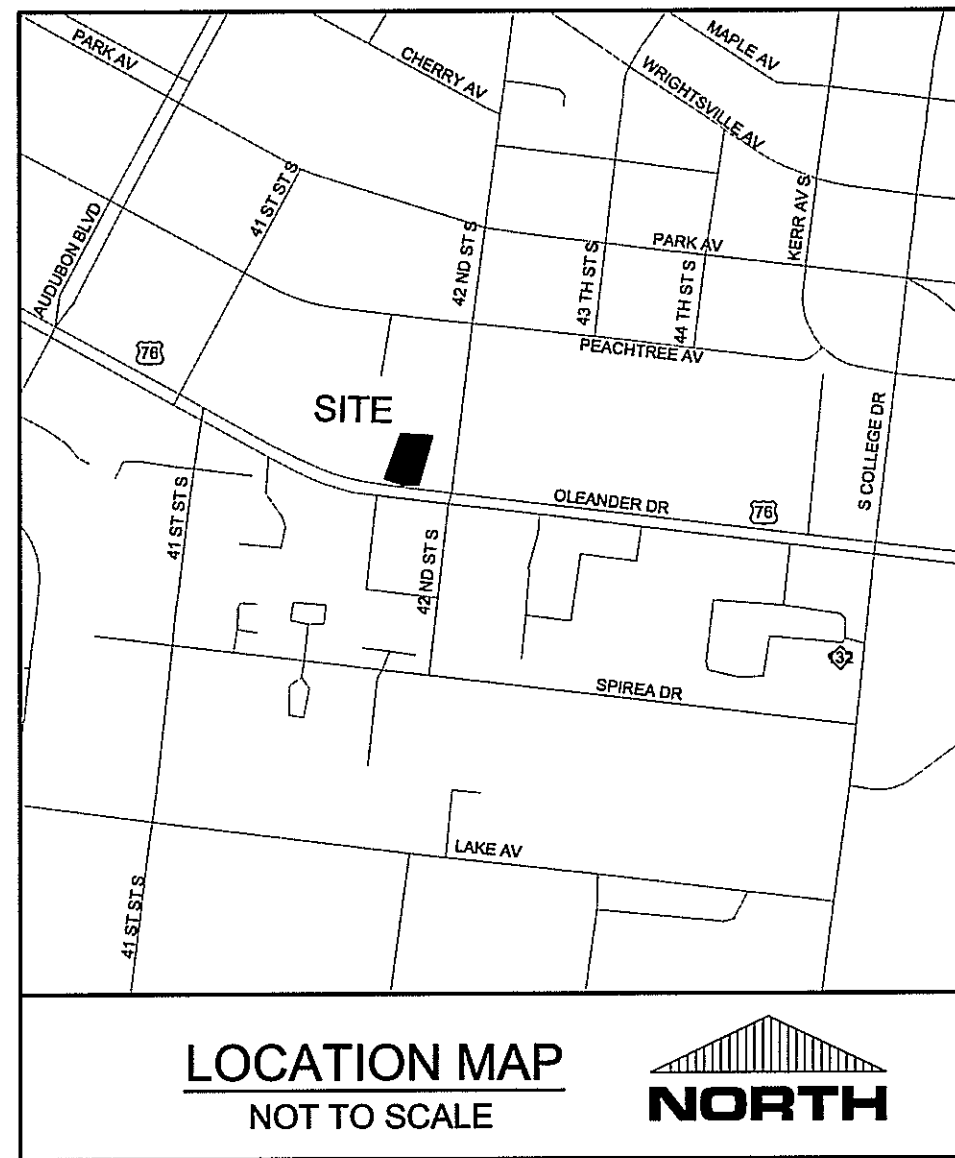 MAPLE AV
PARK AV
CHERRY AV
WRIGHTSVILLE AV
41 ST ST S
KERR AV S
AUDUBON BLVD
42 ND ST S
PARK AV
43 TH ST S
44 TH ST S
76
PEACHTREE AV
SITE
S COLLEGE DR
OLEANDER DR
76
41 ST ST S
42 ND ST S
132
SPIREA DR
LAKE AV
41 ST ST S
LOCATION MAP
NOT TO SCALE
NORTH